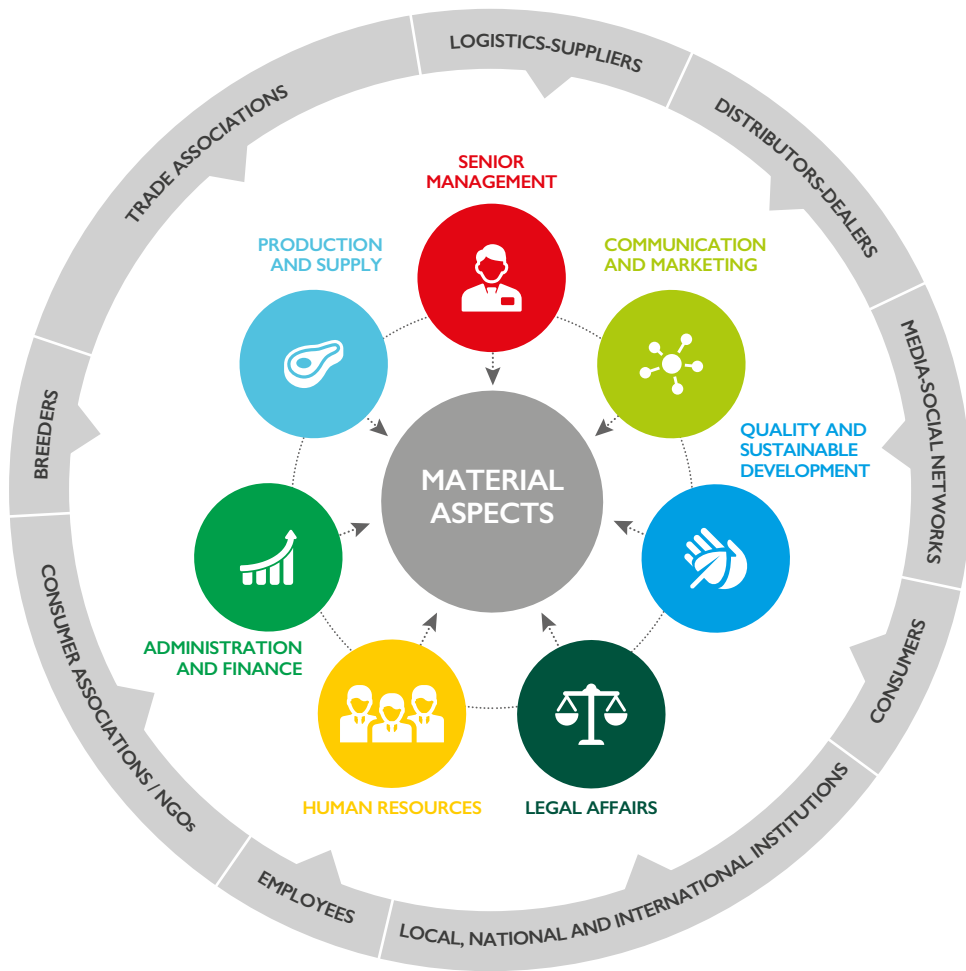 LOGISTICS-SUPPLIERS
DISTRIBUTORS-DEALERS
MEDIA-SOCIAL NETWORKS
CONSUMERS
LOCAL, NATIONAL AND INTERNATIONAL INSTITUTIONS
EMPLOYEES
CONSUMER ASSOCIATIONS / NGOs
BREEDERS
TRADE ASSOCIATIONS
SENIOR
MANAGEMENT
COMMUNICATION
AND MARKETING
QUALITY AND
SUSTAINABLE
DEVELOPMENT
LEGAL AFFAIRS
HUMAN RESOURCES
ADMINISTRATION
AND FINANCE
PRODUCTION
AND SUPPLY
MATERIAL
ASPECTS